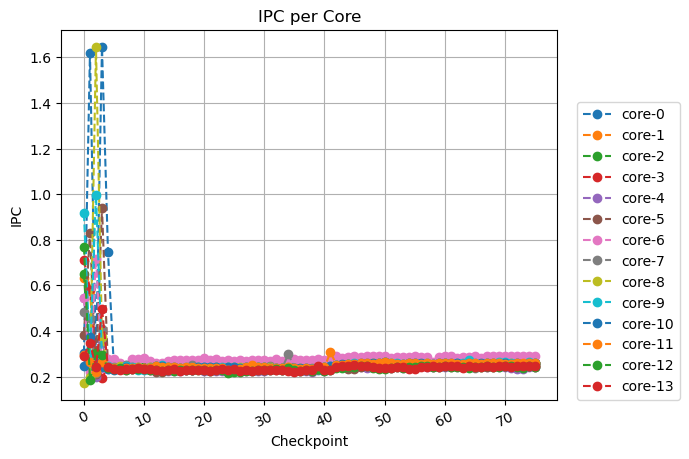 IPC per Core
IPC
1.6
1.4
1.2
1.0
0.8
0.6
0.4
0.2
0
10
20
30
40
50
60
70
Checkpoint
core-0
core-1
core-2
core-3
core-4
core-5
core-6
core-7
core-8
core-9
core-10
core-11
core-12
core-13